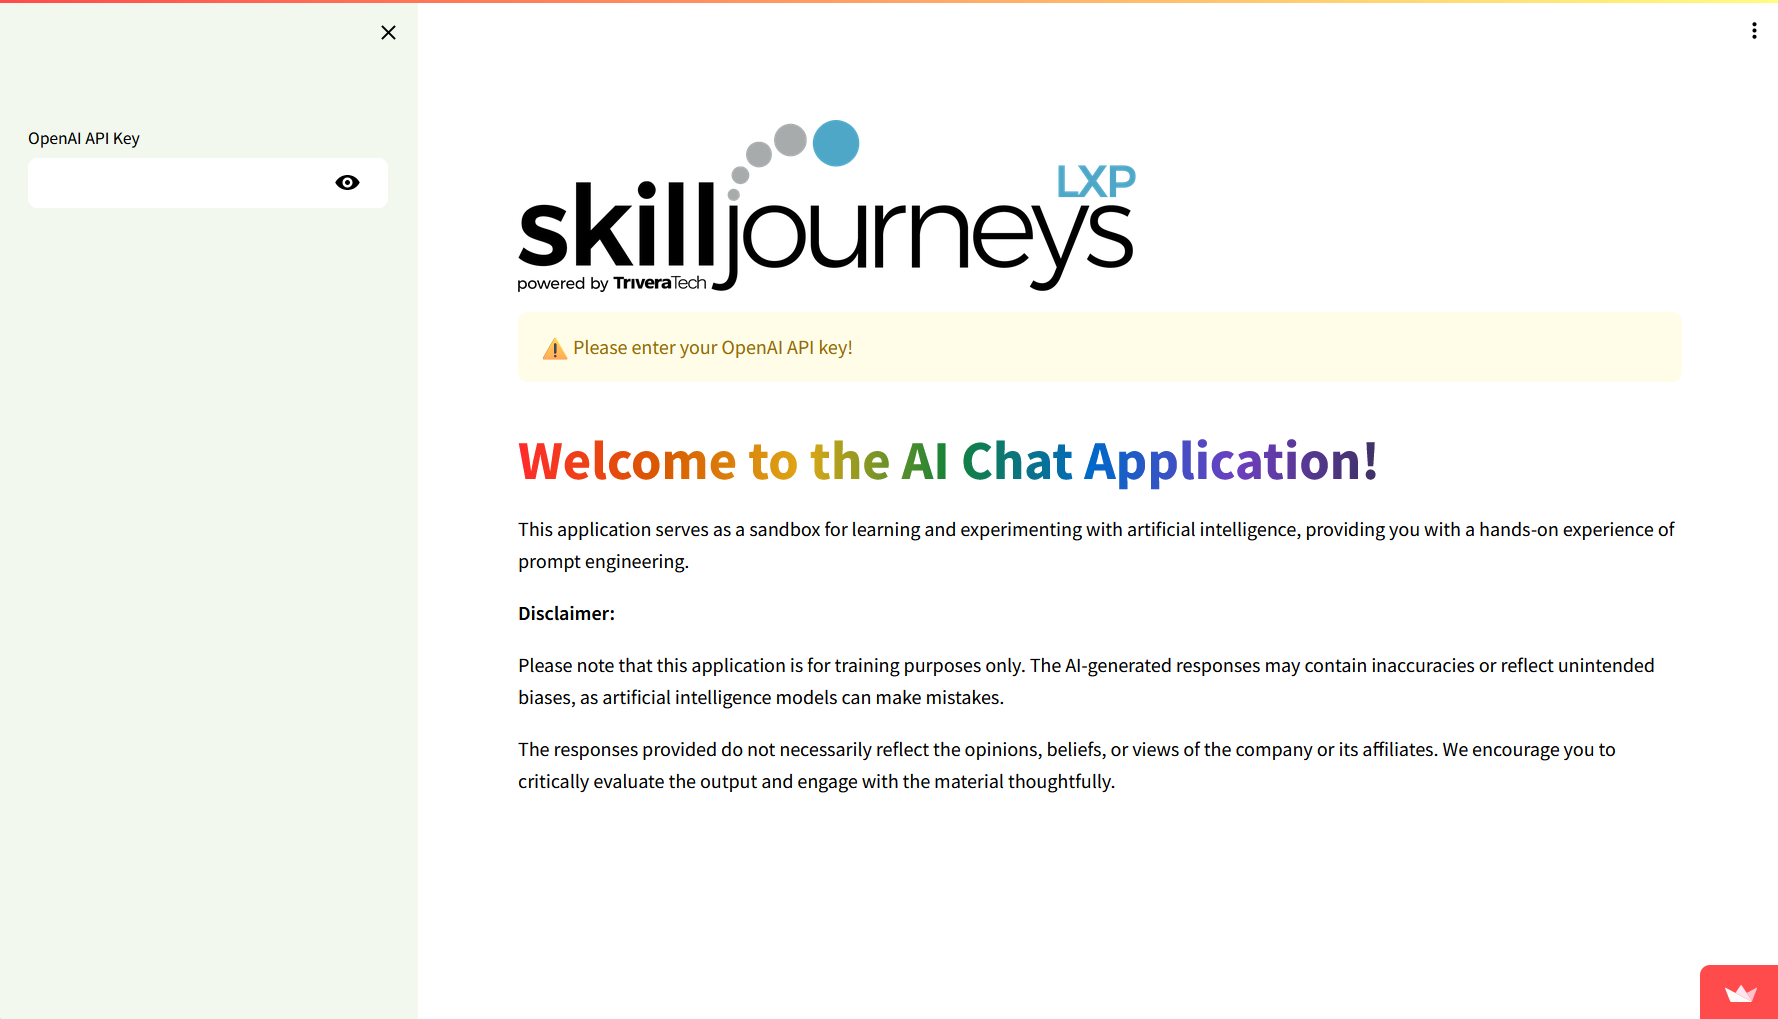 OpenAI API Key
LXP
skilljourneys
powered by TriveraTech
Please enter your OpenAI API key!
Welcome to the AI Chat Application!
This application serves as a sandbox for learning and experimenting with artificial intelligence, providing you with a hands-on experience of
prompt engineering.
Disclaimer:
Please note that this application is for training purposes only. The AI-generated responses may contain inaccuracies or reflect unintended
biases, as artificial intelligence models can make mistakes.
The responses provided do not necessarily reflect the opinions, beliefs, or views of the company or its affiliates. We encourage you to
critically evaluate the output and engage with the material thoughtfully.